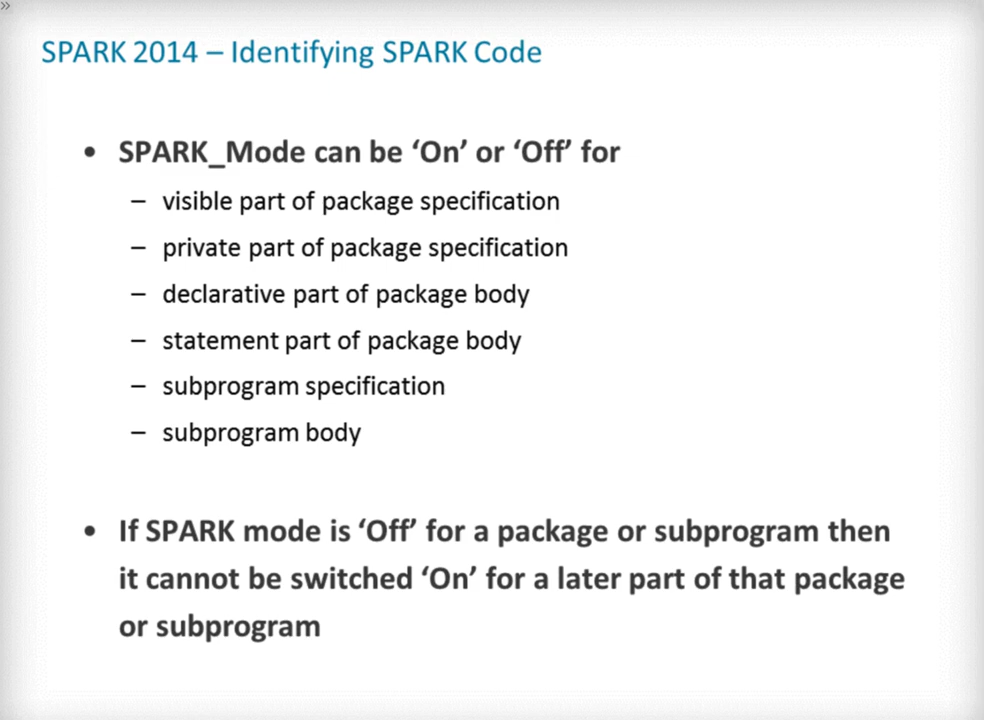 »
SPARK 2014 – Identifying SPARK Code
• SPARK_Mode can be ‘On’ or ‘Off’ for
– visible part of package specification
– private part of package specification
– declarative part of package body
– statement part of package body
– subprogram specification
– subprogram body
• If SPARK mode is ‘Off’ for a package or subprogram then
it cannot be switched ‘On’ for a later part of that package
or subprogram